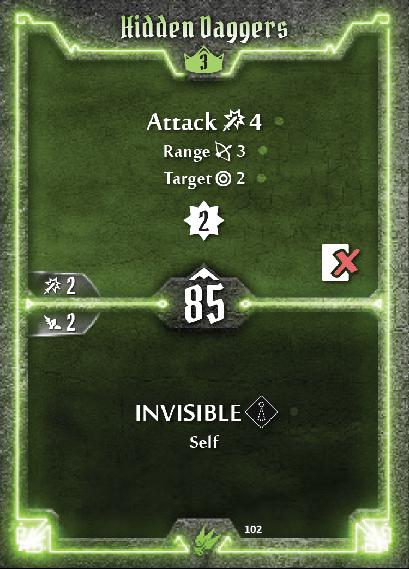 Hidden Daggers
3
Attack 4
Range 3
Target 2
2
2
85
2
INVISIBLE
Self
102